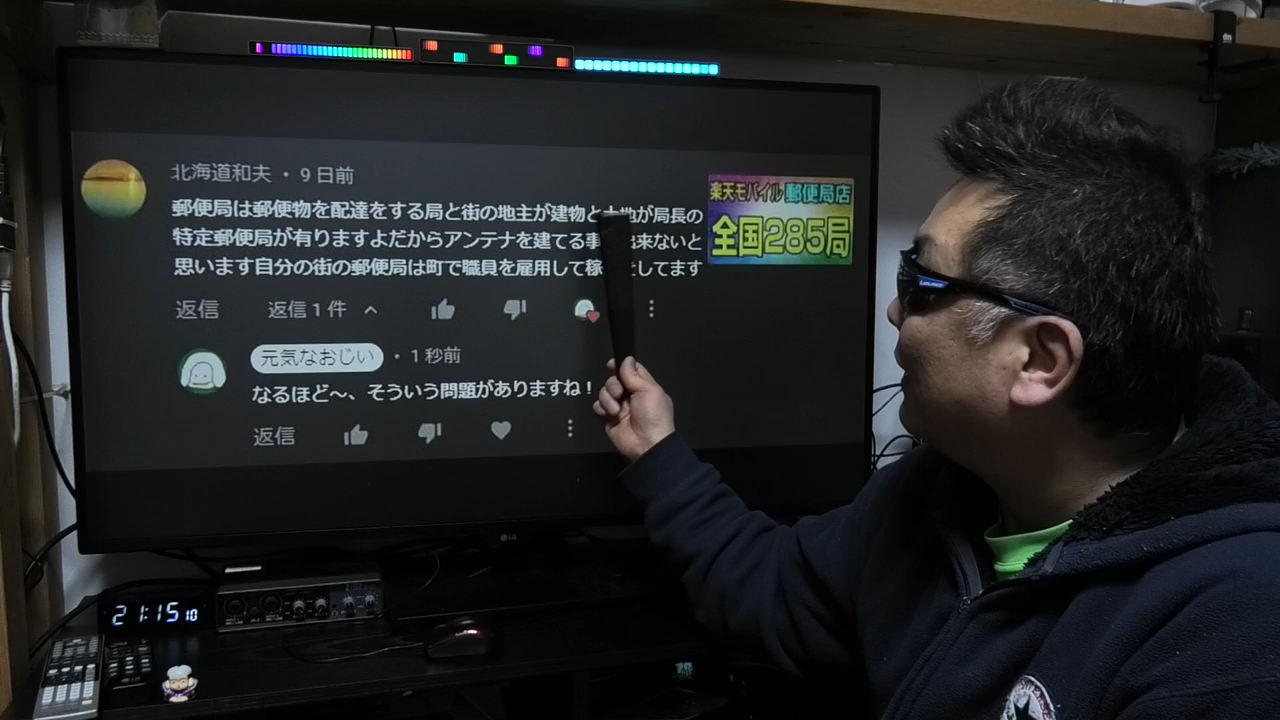 北海道和夫・9日前
郵便局は郵便物を配達をする局と街の地主が建物と土地が局長の
特定郵便局が有りますよだからアンテナを建てる事 出来ないと
思います自分の街の郵便局は町で職員を雇用して してます
楽天モバイル郵便局店
全国285局
返信 返信1件
元気なおじい・1秒前
なるほど〜、そういう問題がありますね!
返信
LG
21:15 10